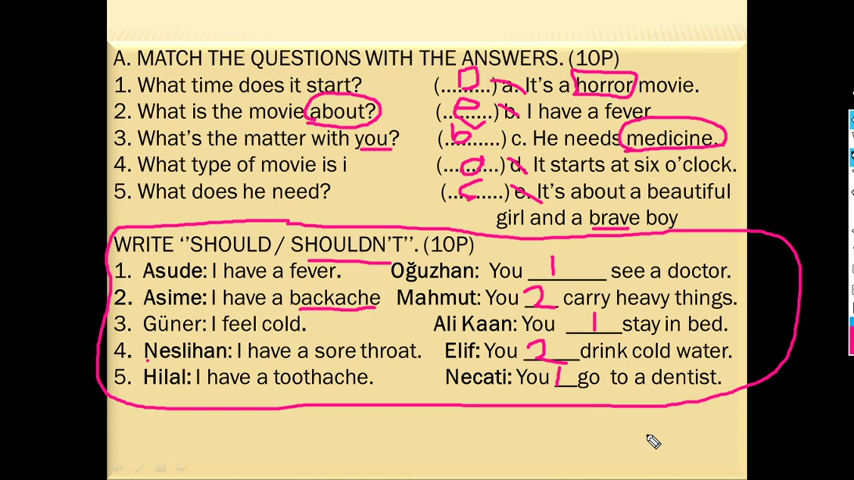 A. MATCH THE QUESTIONS WITH THE ANSWERS. (10P)
1. What time does it start? (.........) a. It's a horror movie.
2. What is the movie about? (.. e ......) b. I have a fever
3. What's the matter with you? (. b ......) c. He needs medicine.
4. What type of movie is i (.... a ....) d. It starts at six o'clock.
5. What does he need? (.. c ......) e. It's about a beautiful
girl and a brave boy
WRITE ‘’SHOULD / SHOULDN'T’’. (10P)
1. Asude: I have a fever. Oğuzhan: You ___1____ see a doctor.
2. Asime: I have a backache Mahmut: You _2__ carry heavy things.
3. Güner: I feel cold. Ali Kaan: You ___1__stay in bed.
4. Neslihan: I have a sore throat. Elif: You _2___drink cold water.
5. Hilal: I have a toothache. Necati: You 1__go to a dentist.